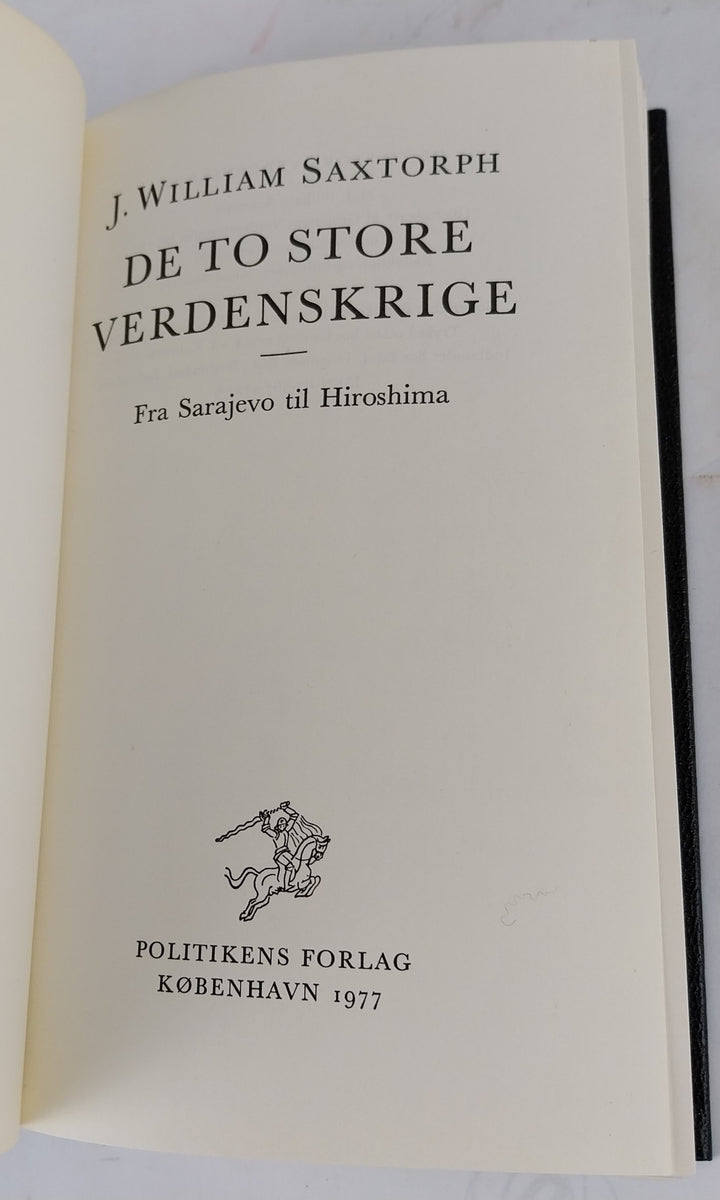 J. WILLIAM SAXTORPH
DE TO STORE
VERDENSKRIGE
Fra Sarajevo til Hiroshima
POLITIKENS FORLAG
KØBENHAVN 1977